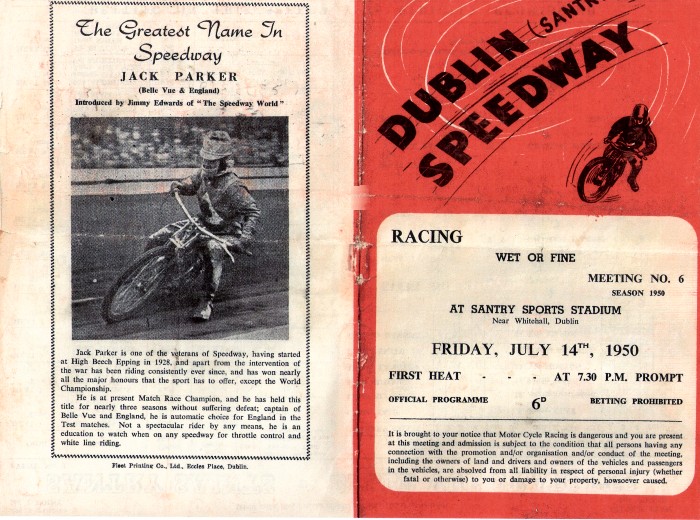 The Greatest Name In
Speedway
JACK PARKER
(Belle Vue & England)
Introduced by Jimmy Edwards of "The Speedway World"
Jack Parker is one of the veterans of Speedway, having started
at High Beech Epping in 1928, and apart from the intervention of
the war has been riding consistently ever since, and has won nearly
all the major honours that the sport has to offer, except the World
Championship.
He is at present Match Race Champion, and he has held this
title for nearly three seasons without suffering defeat; captain of
Belle Vue and England, he is automatic choice for England in the
Test matches. Not a spectacular rider by any means, he is an
education to watch when on any speedway for throttle control and
white line riding.
Fleet Printing Co., Ltd., Eccles Place, Dublin.
DUBLIN (SANTRY
SPEEDWAY
RACING
WET OR FINE
MEETING NO. 6
SEASON 1950
AT SANTRY SPORTS STADIUM
Near Whitehall, Dublin
FRIDAY, JULY 14TH, 1950
FIRST HEAT - - - AT 7.30 P.M. PROMPT
OFFICIAL PROGRAMME 6D BETTING PROHIBITED
It is brought to your notice that Motor Cycle Racing is dangerous and you are present
at this meeting and admission is subject to the condition that all persons having any
connection with the promotion and/or organisation and/or conduct of the meeting,
including the owners of land and drivers and owners of the vehicles and passengers
in the vehicles, are absolved from all liability in respect of personal injury (whether
fatal or otherwise) to you or damage to your property, howsoever caused.